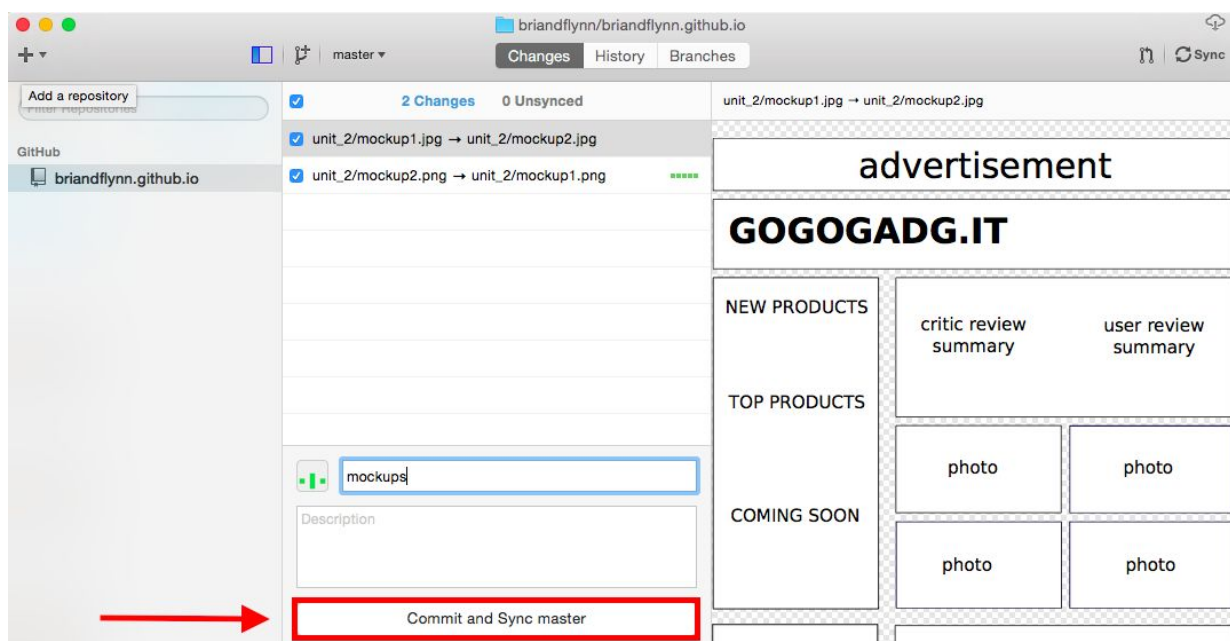 briandflynn/briandflynn.github.io
master
Changes History Branches
Sync
Add a repository
Filter Repositories
GitHub
briandflynn.github.io
2 Changes 0 Unsynced
unit_2/mockup1.jpg → unit_2/mockup2.jpg
unit_2/mockup2.png → unit_2/mockup1.png
mockups
Description
Commit and Sync master
unit_2/mockup1.jpg → unit_2/mockup2.jpg
advertisement
GOGOGADG.IT
NEW PRODUCTS
TOP PRODUCTS
COMING SOON
critic review
summary
user review
summary
photo photo
photo photo